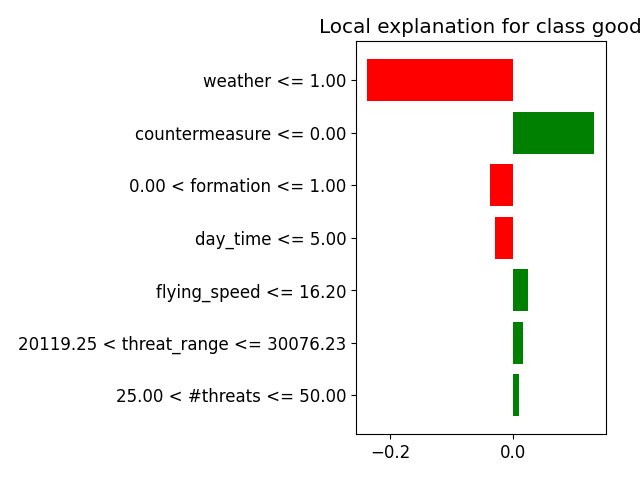 Local explanation for class good
weather <= 1.00
countermeasure <= 0.00
0.00 < formation <= 1.00
day_time <= 5.00
flying_speed <= 16.20
20119.25 < threat_range <= 30076.23
25.00 < #threats <= 50.00
−0.2 0.0